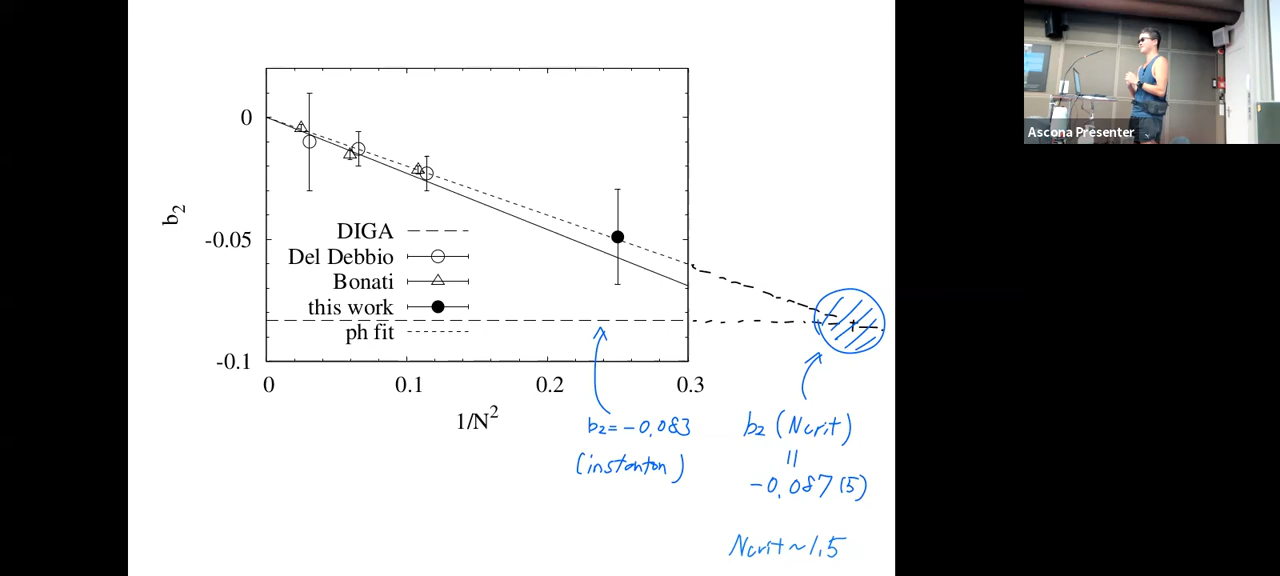 Ascona Presenter
0
-0.05
-0.1
b2
DIGA
Del Debbio
Bonati
this work
ph fit
0
0.1
0.2
0.3
1/N²
b₂=-0.083
(instanton)
b₂ (Ncrit)
=
-0.087(5)
Ncrit~1.5